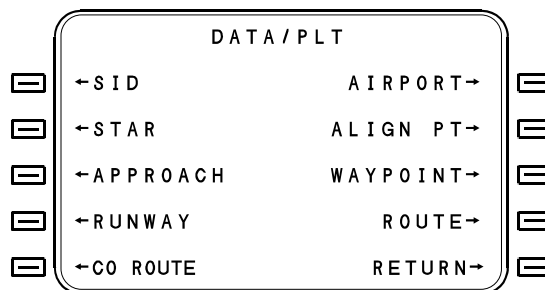 DATA/PLT
←SID AIRPORT→
←STAR ALIGN PT→
←APPROACH WAYPOINT→
←RUNWAY ROUTE→
←CO ROUTE RETURN→